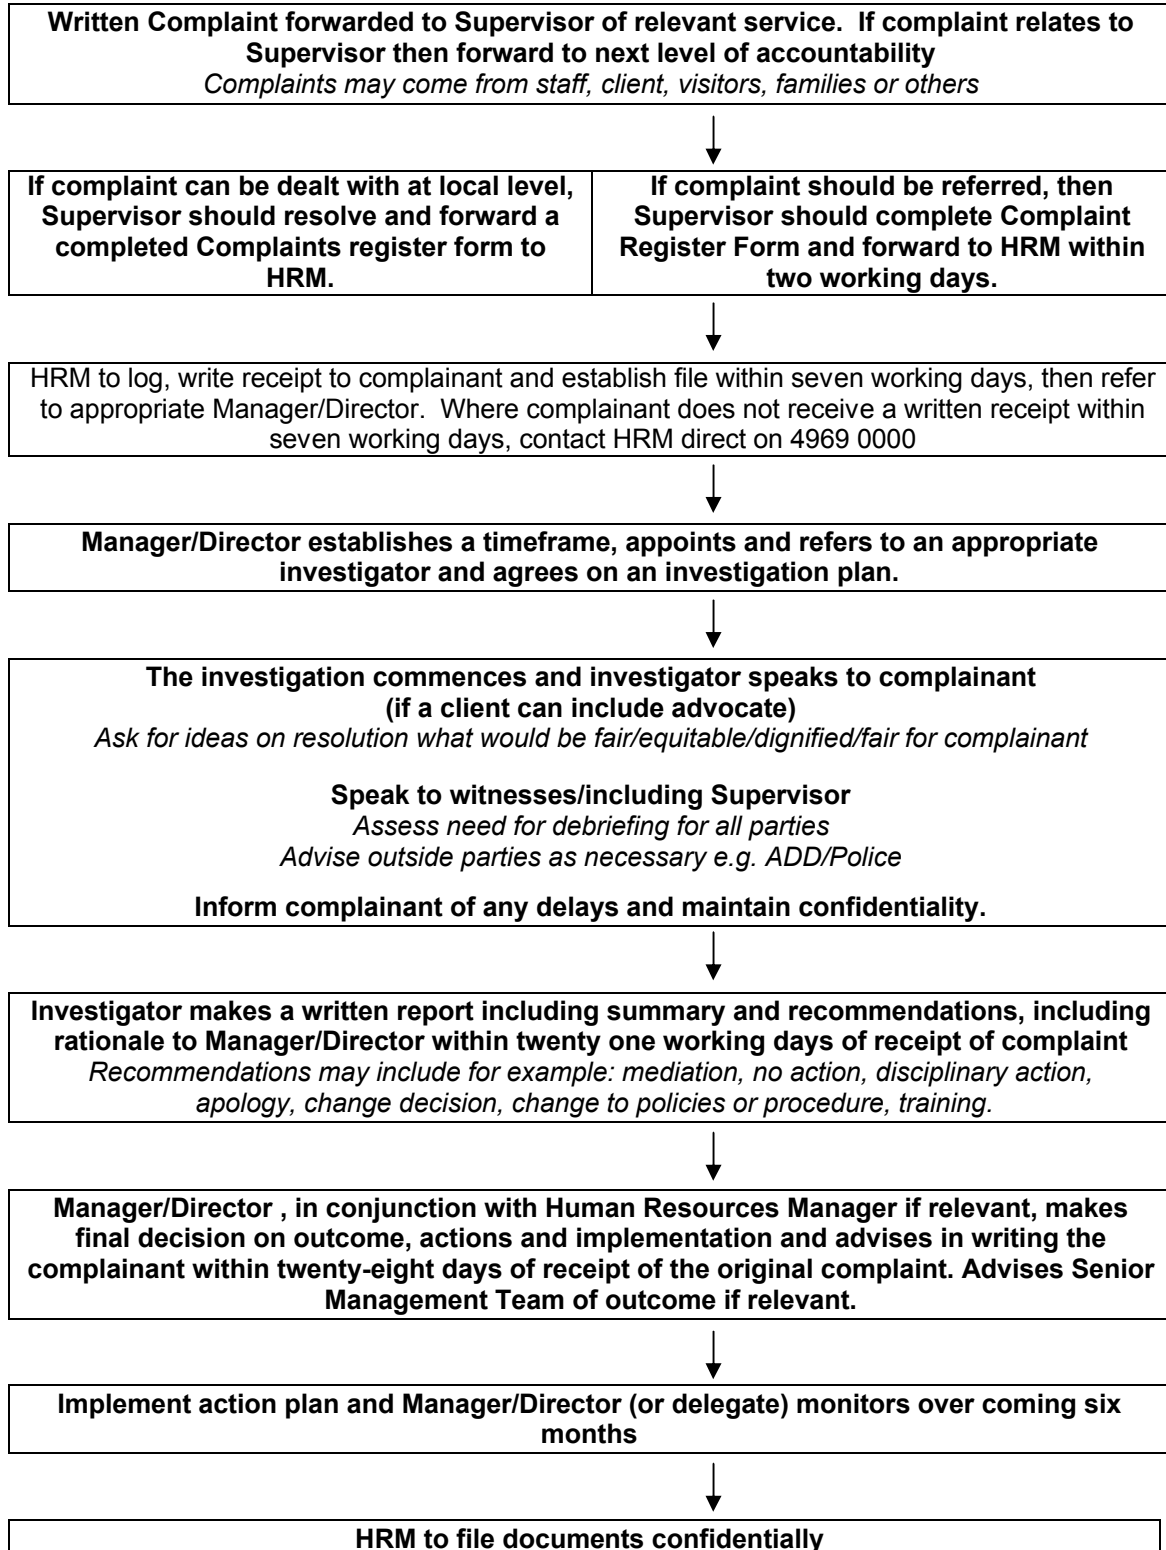 Written Complaint forwarded to Supervisor of relevant service.  If complaint relates to
Supervisor then forward to next level of accountability
Complaints may come from staff, client, visitors, families or others
If complaint can be dealt with at local level,
Supervisor should resolve and forward a
completed Complaints register form to
HRM.
If complaint should be referred, then
Supervisor should complete Complaint
Register Form and forward to HRM within
two working days.
HRM to log, write receipt to complainant and establish file within seven working days, then refer
to appropriate Manager/Director.  Where complainant does not receive a written receipt within
seven working days, contact HRM direct on 4969 0000
Manager/Director establishes a timeframe, appoints and refers to an appropriate
investigator and agrees on an investigation plan.
The investigation commences and investigator speaks to complainant
(if a client can include advocate)
Ask for ideas on resolution what would be fair/equitable/dignified/fair for complainant
Speak to witnesses/including Supervisor
Assess need for debriefing for all parties
Advise outside parties as necessary e.g. ADD/Police
Inform complainant of any delays and maintain confidentiality.
Investigator makes a written report including summary and recommendations, including
rationale to Manager/Director within twenty one working days of receipt of complaint
Recommendations may include for example: mediation, no action, disciplinary action,
apology, change decision, change to policies or procedure, training.
Manager/Director , in conjunction with Human Resources Manager if relevant, makes
final decision on outcome, actions and implementation and advises in writing the
complainant within twenty-eight days of receipt of the original complaint. Advises Senior
Management Team of outcome if relevant.
Implement action plan and Manager/Director (or delegate) monitors over coming six
months
HRM to file documents confidentially